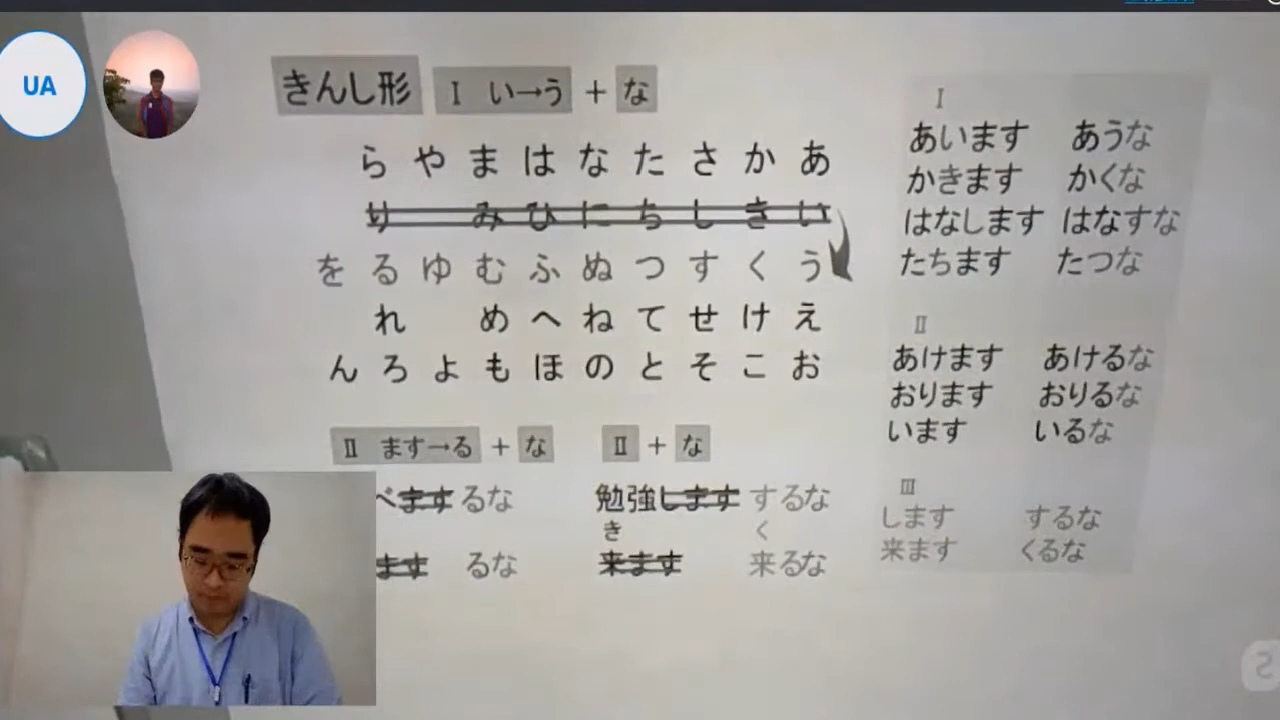 UA
きんし形 Ⅰ い→う + な
らやまはなたさかあ
り みひにちしきい
をるゆむふぬつすくう
れ めへねてせけえ
んろよもほのとそこお
Ⅱ ます→る + な
べます るな
ます るな
Ⅱ + な
勉強します するな
き く
来ます 来るな
Ⅰ
あいます あうな
かきます かくな
はなします はなすな
たちます たつな
Ⅱ
あけます あけるな
おります おりるな
います いるな
Ⅲ
します するな
来ます くるな